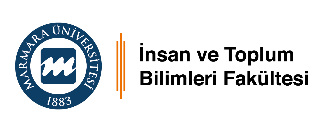 MARMARA ÜNİVERSİTESİ
m
1883
İnsan ve Toplum
Bilimleri Fakültesi